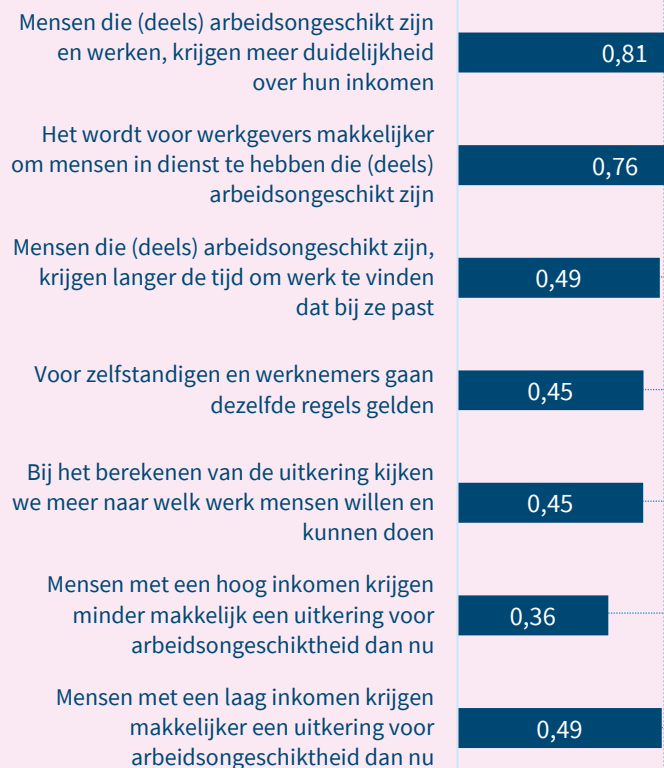 Mensen die (deels) arbeidsongeschikt zijn
en werken, krijgen meer duidelijkheid
over hun inkomen
0,81
Het wordt voor werkgevers makkelijker
om mensen in dienst te hebben die (deels)
arbeidsongeschikt zijn
0,76
Mensen die (deels) arbeidsongeschikt zijn,
krijgen langer de tijd om werk te vinden
dat bij ze past
0,49
Voor zelfstandigen en werknemers gaan
dezelfde regels gelden
0,45
Bij het berekenen van de uitkering kijken
we meer naar welk werk mensen willen en
kunnen doen
0,45
Mensen met een hoog inkomen krijgen
minder makkelijk een uitkering voor
arbeidsongeschiktheid dan nu
0,36
Mensen met een laag inkomen krijgen
makkelijker een uitkering voor
arbeidsongeschiktheid dan nu
0,49